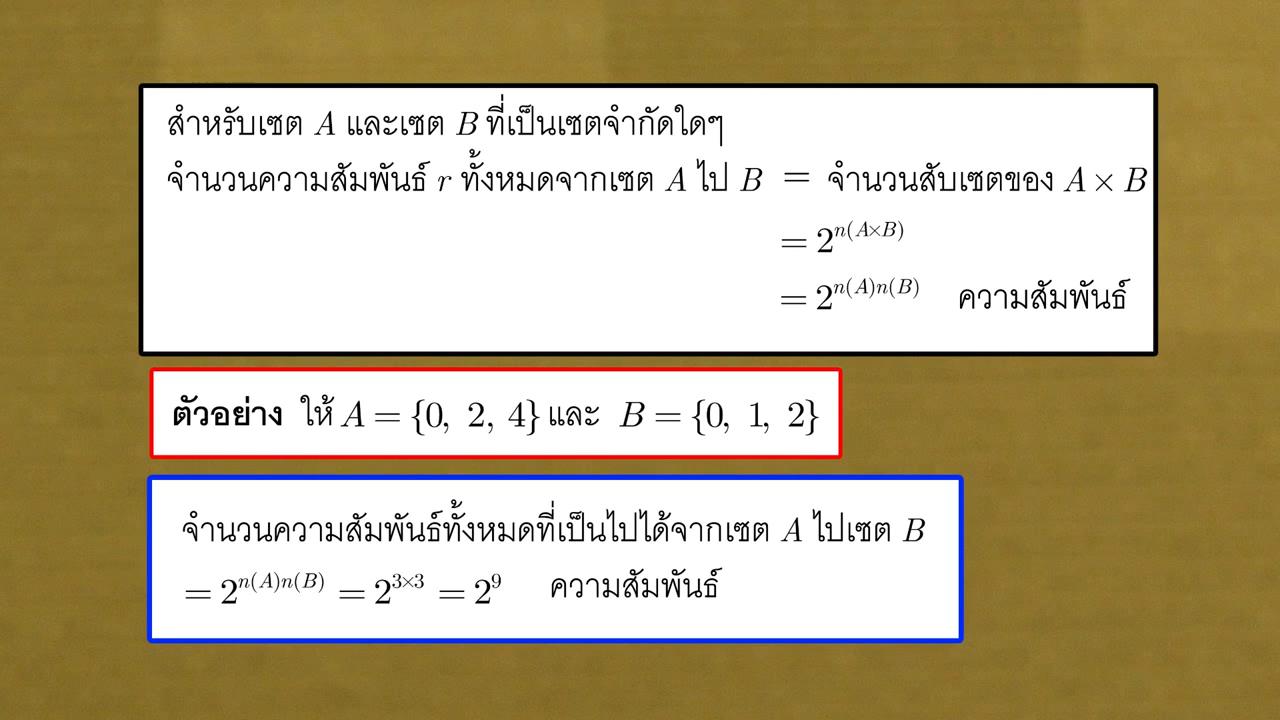 สำหรับเซต A และเซต B ที่เป็นเซตจำกัดใดๆ
จำนวนความสัมพันธ์ r ทั้งหมดจากเซต A ไป B = จำนวนสับเซตของ A × B
= 2^{n(A×B)}
= 2^{n(A)n(B)} ความสัมพันธ์
ตัวอย่าง ให้ A = {0, 2, 4} และ B = {0, 1, 2}
จำนวนความสัมพันธ์ทั้งหมดที่เป็นไปได้จากเซต A ไปเซต B
= 2^{n(A)n(B)} = 2^{3×3} = 2^9 ความสัมพันธ์